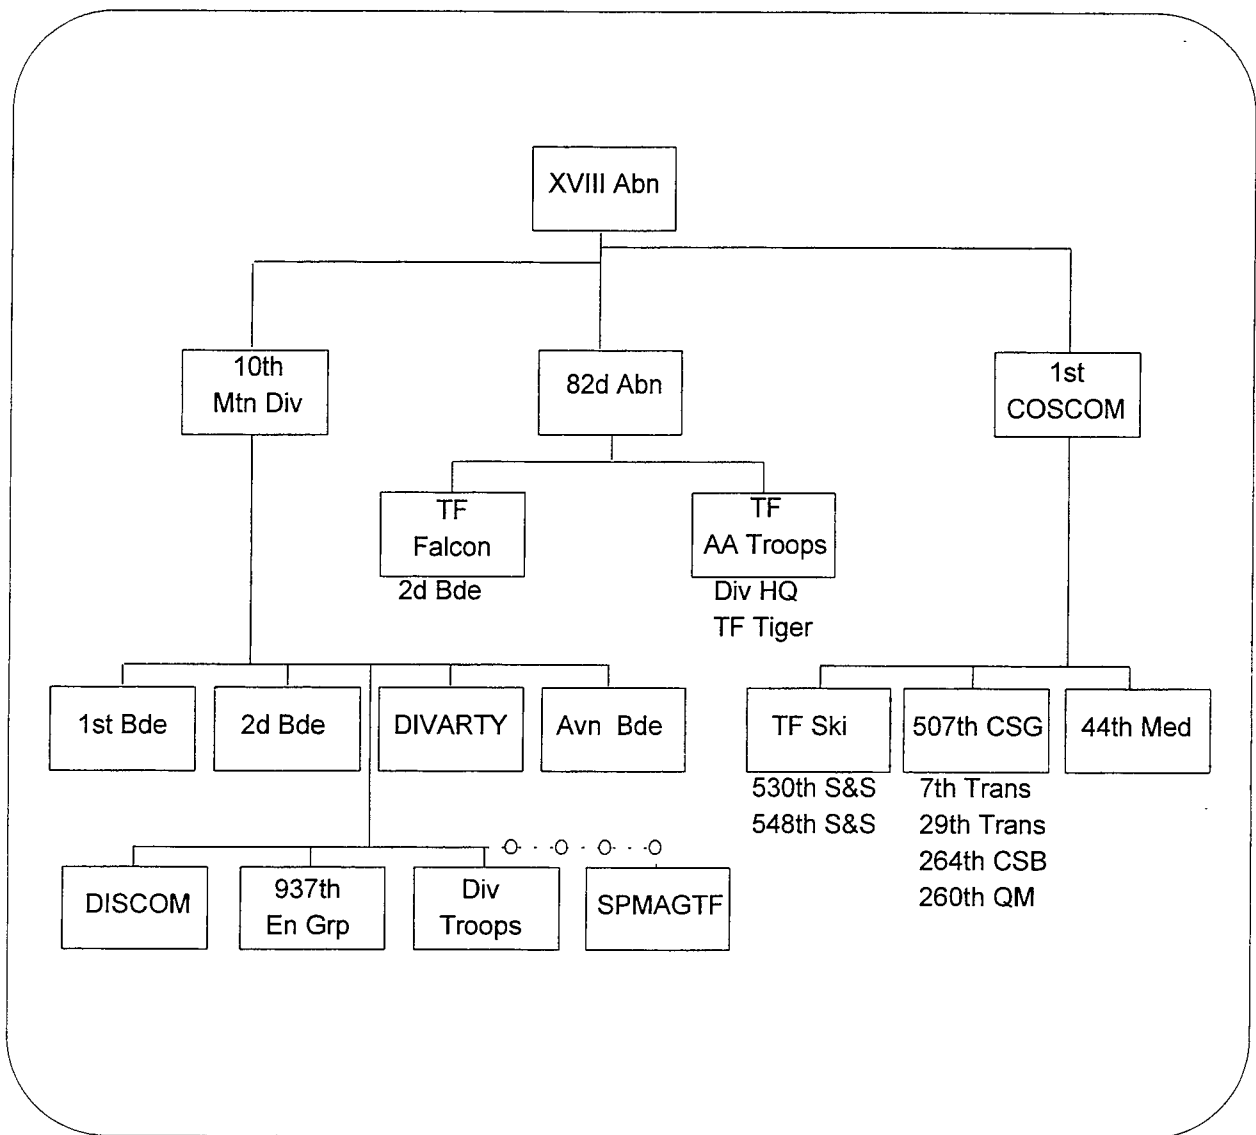 XVIII Abn
10th
Mtn Div
82d Abn
1st
COSCOM
TF
Falcon
2d Bde
TF
AA Troops
Div HQ
TF Tiger
1st Bde
2d Bde
DIVARTY
Avn Bde
TF Ski
530th S&S
548th S&S
507th CSG
7th Trans
29th Trans
264th CSB
260th QM
44th Med
DISCOM
937th
En Grp
Div
Troops
SPMAGTF